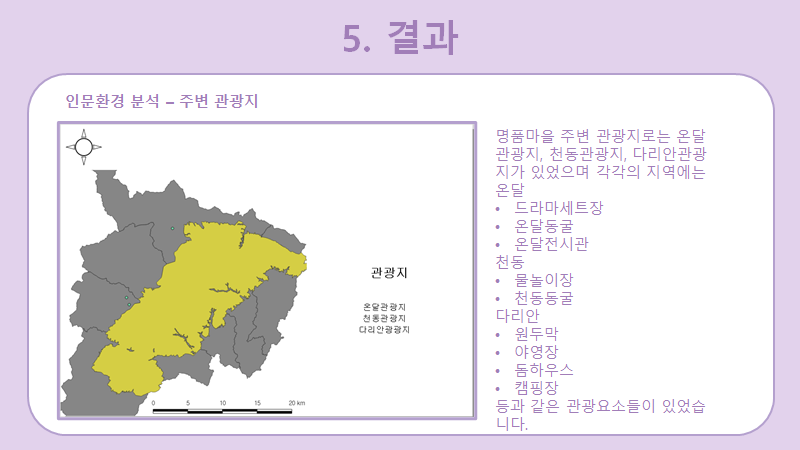 5. 결과
인문환경 분석 – 주변 관광지
관광지
온달관광지
천동관광지
다리안광광지
0 5 10 15 20 km
명품마을 주변 관광지로는 온달
관광지, 천동관광지, 다리안관광
지가 있었으며 각각의 지역에는
온달
• 드라마세트장
• 온달동굴
• 온달전시관
천동
• 물놀이장
• 천동동굴
다리안
• 원두막
• 야영장
• 돔하우스
• 캠핑장
등과 같은 관광요소들이 있었습
니다.